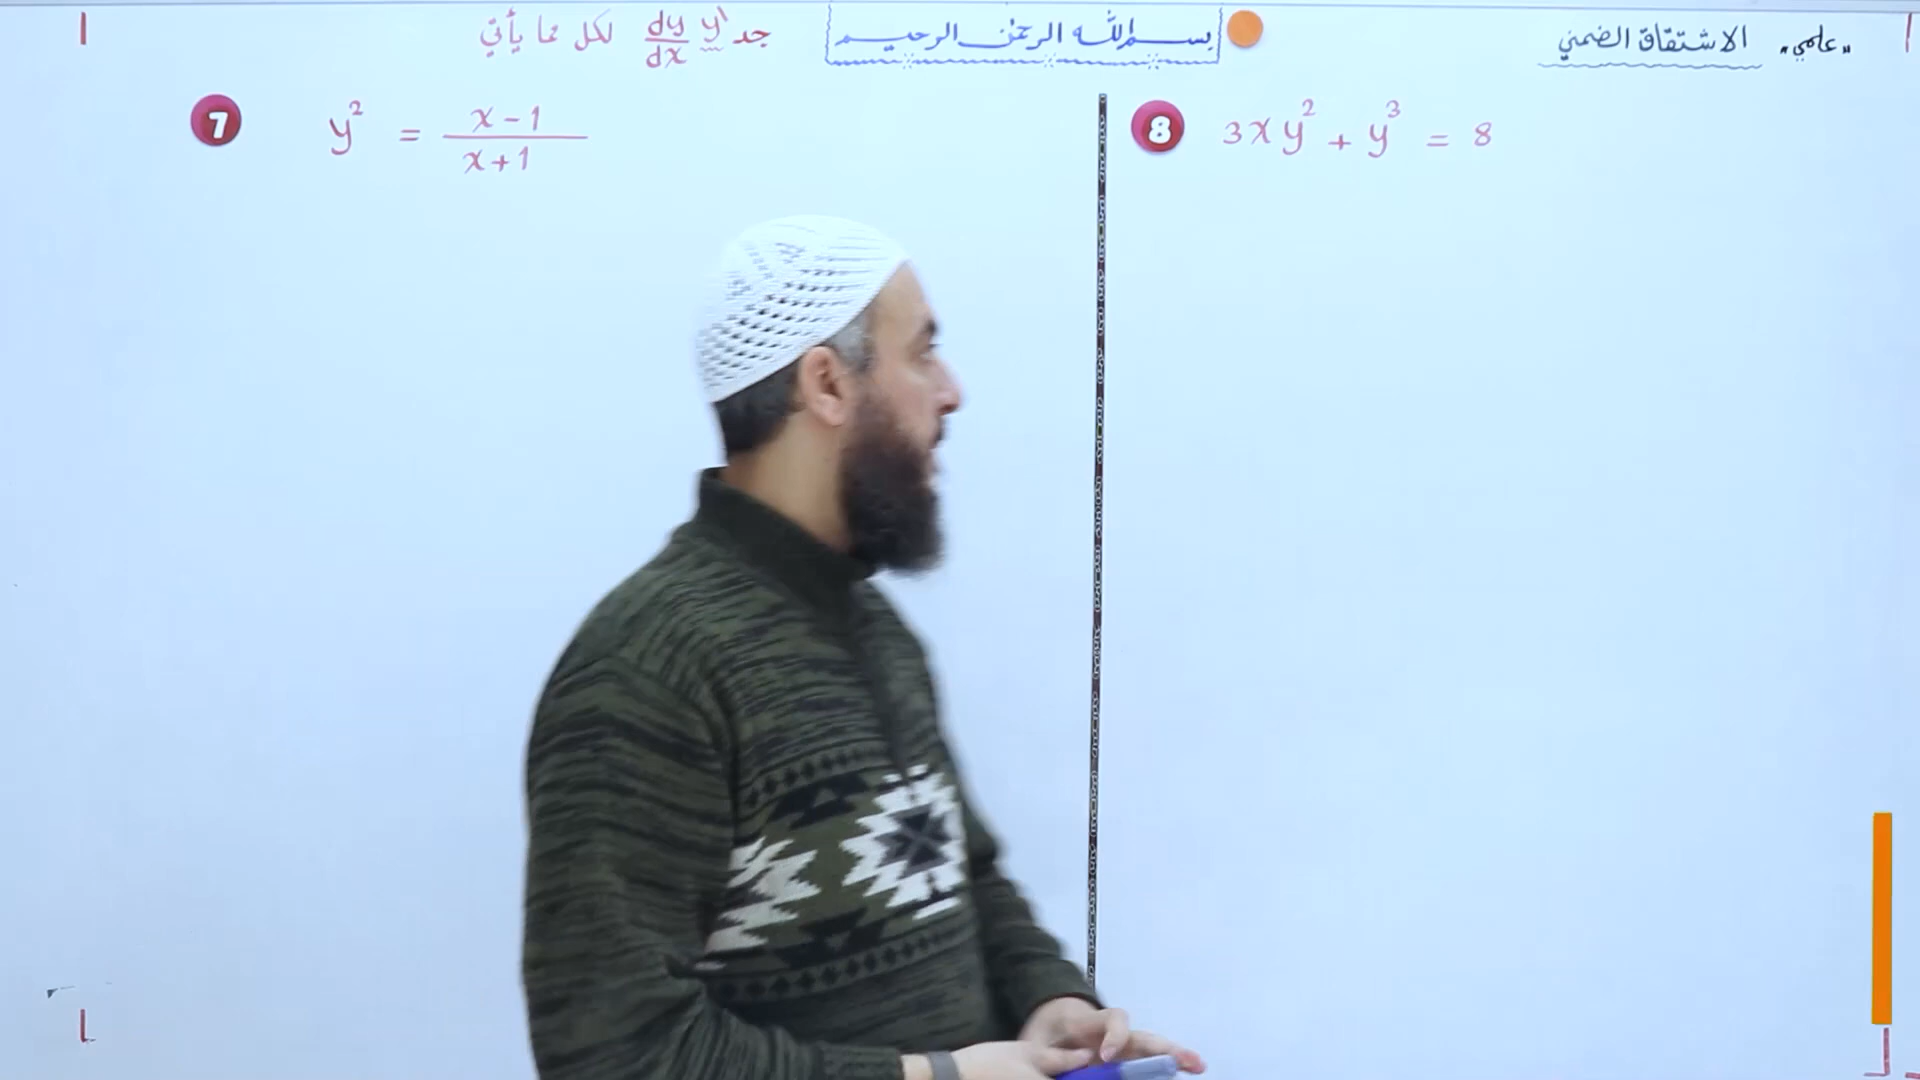 "علمي" الاشتقاق الضمني
بسم الله الرحمن الرحيم
جد y' dy/dx لكل مما يأتي
7 y² = (x - 1)/(x + 1)
8 3xy² + y³ = 8